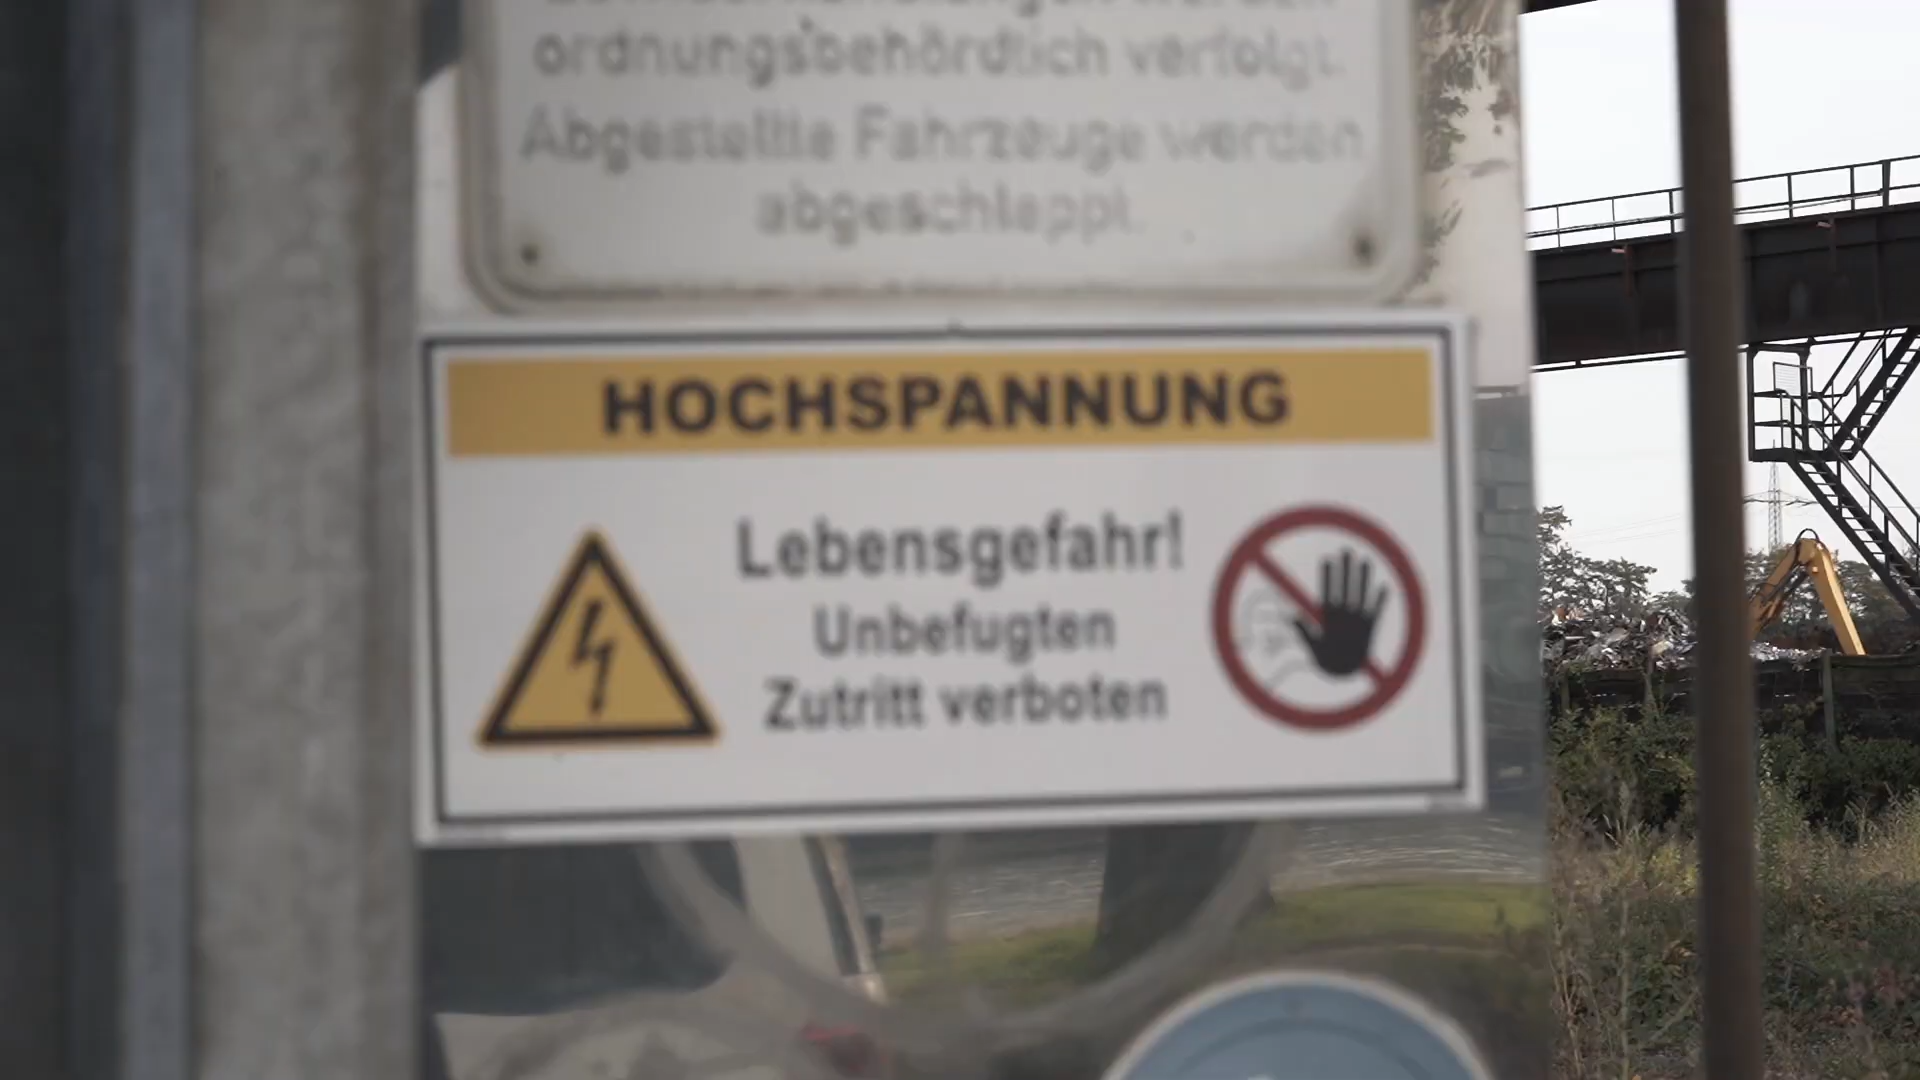 ordnungsbehördlich verfolgt.
Abgestellte Fahrzeuge werden
abgeschleppt.
HOCHSPANNUNG
Lebensgefahr!
Unbefugten
Zutritt verboten